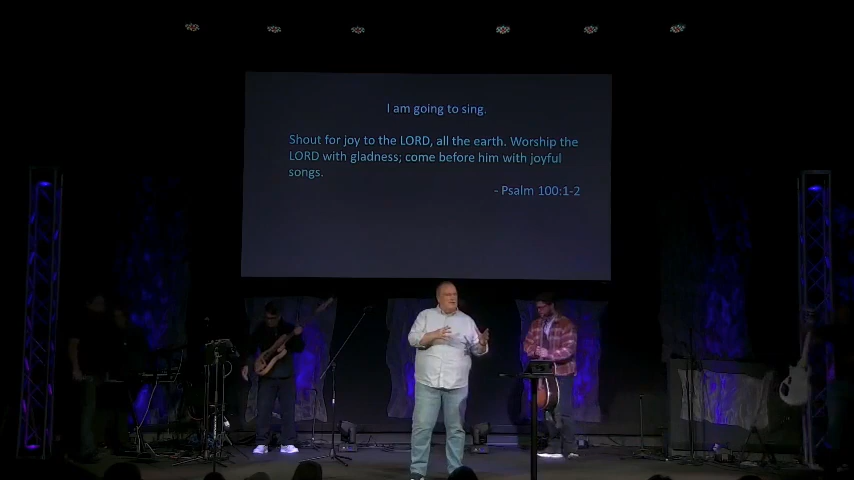 I am going to sing.
Shout for joy to the LORD, all the earth. Worship the
LORD with gladness; come before him with joyful
songs.
- Psalm 100:1-2